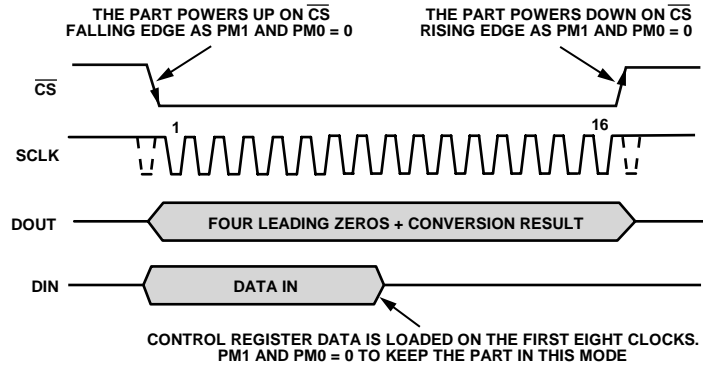 THE PART POWERS UP ON CS
FALLING EDGE AS PM1 AND PM0 = 0
THE PART POWERS DOWN ON CS
RISING EDGE AS PM1 AND PM0 = 0
CS
1
16
SCLK
DOUT
FOUR LEADING ZEROS + CONVERSION RESULT
DIN
DATA IN
CONTROL REGISTER DATA IS LOADED ON THE FIRST EIGHT CLOCKS.
PM1 AND PM0 = 0 TO KEEP THE PART IN THIS MODE